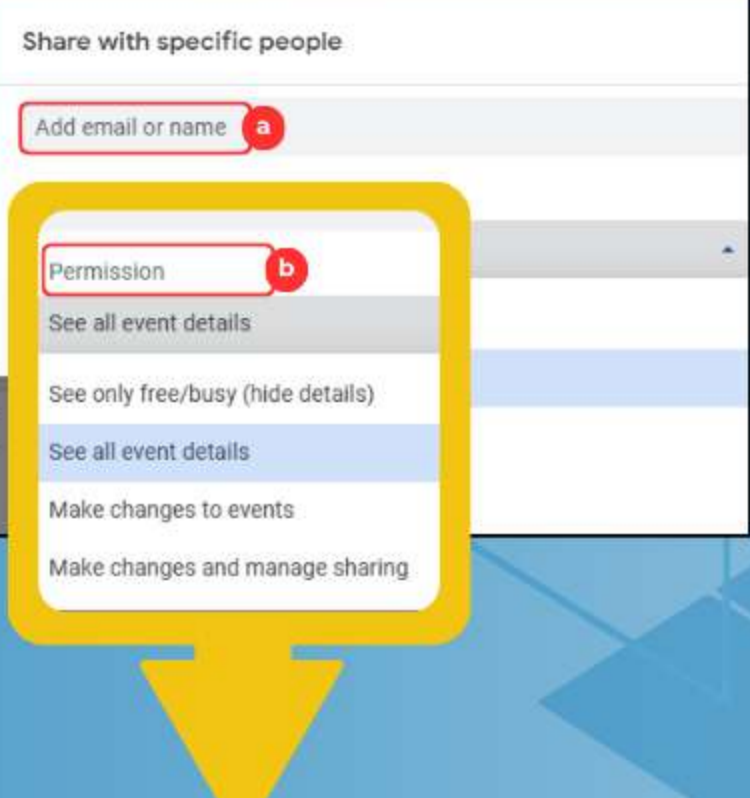 Share with specific people
Add email or name a
Permission b
See all event details
See only free/busy (hide details)
See all event details
Make changes to events
Make changes and manage sharing